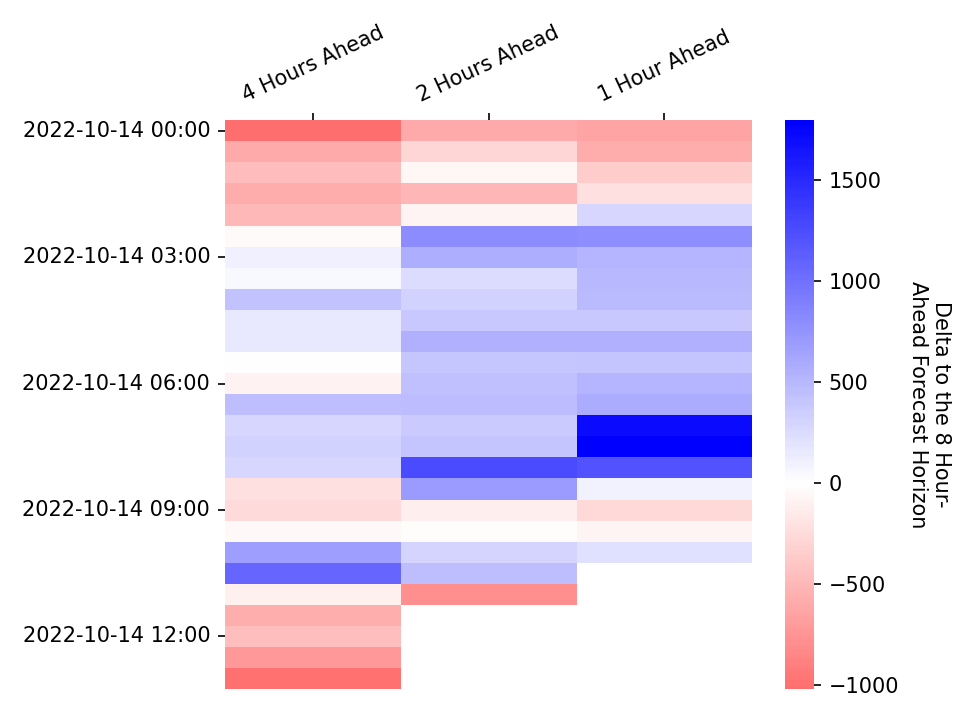 4 Hours Ahead
2 Hours Ahead
1 Hour Ahead
2022-10-14 00:00
2022-10-14 03:00
2022-10-14 06:00
2022-10-14 09:00
2022-10-14 12:00
1500
1000
500
0
−500
−1000
Delta to the 8 Hour-
Ahead Forecast Horizon